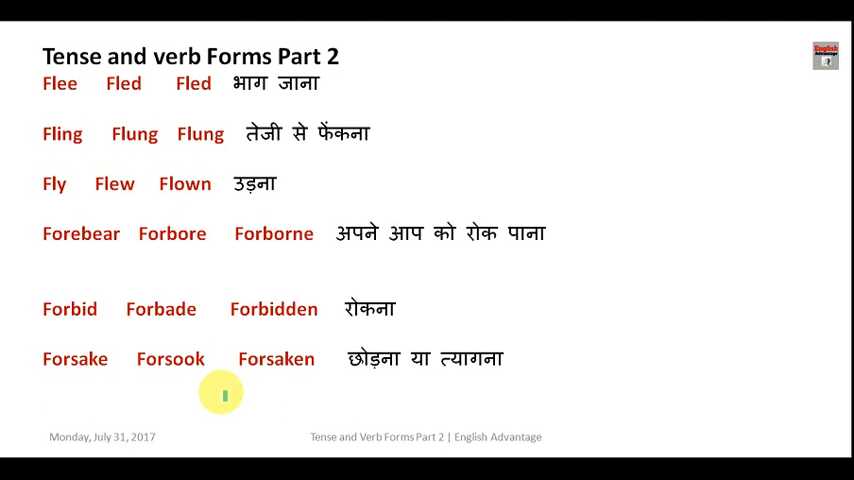 Tense and verb Forms Part 2
English Advantage
Flee Fled Fled भाग जाना
Fling Flung Flung तेजी से फेंकना
Fly Flew Flown उड़ना
Forebear Forbore Forborne अपने आप को रोक पाना
Forbid Forbade Forbidden रोकना
Forsake Forsook Forsaken छोड़ना या त्यागना
Monday, July 31, 2017 Tense and Verb Forms Part 2 | English Advantage